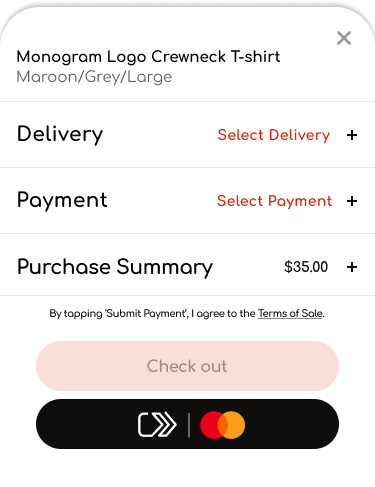 Monogram Logo Crewneck T-shirt
Maroon/Grey/Large
Delivery Select Delivery +
Payment Select Payment +
Purchase Summary $35.00 +
By tapping 'Submit Payment', I agree to the Terms of Sale.
Check out